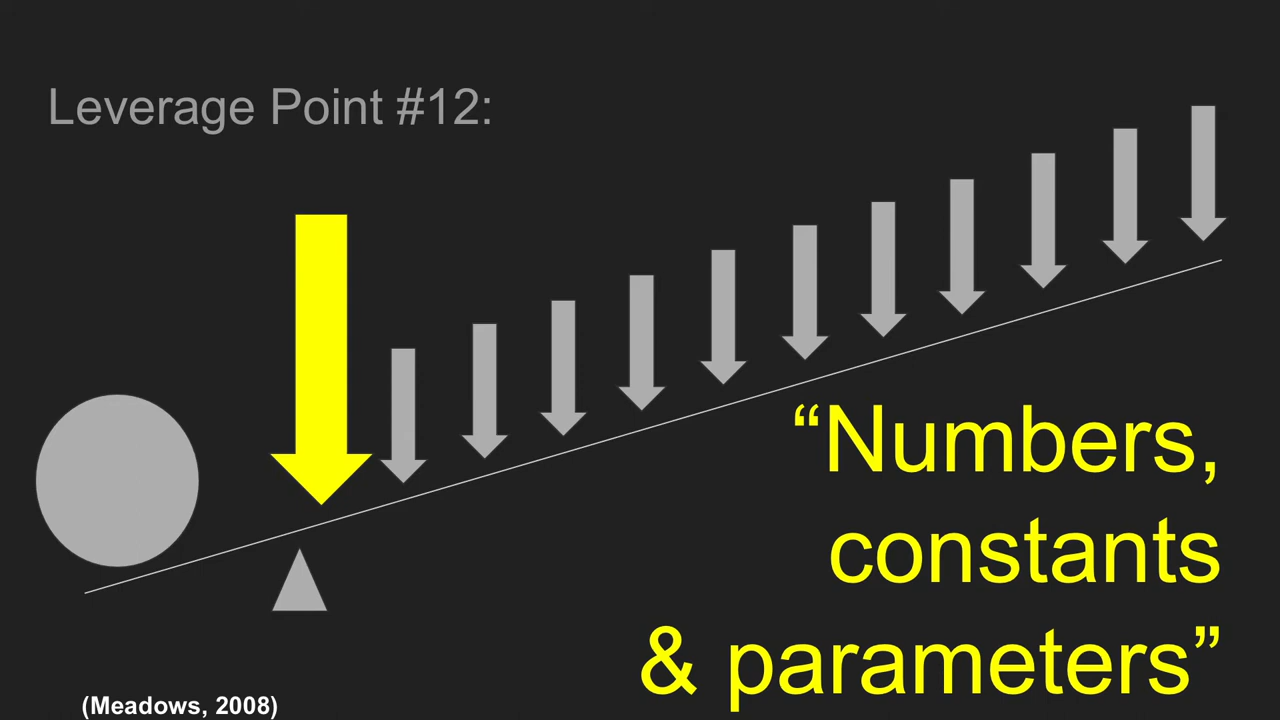 Leverage Point #12:
“Numbers,
constants
& parameters”
(Meadows, 2008)